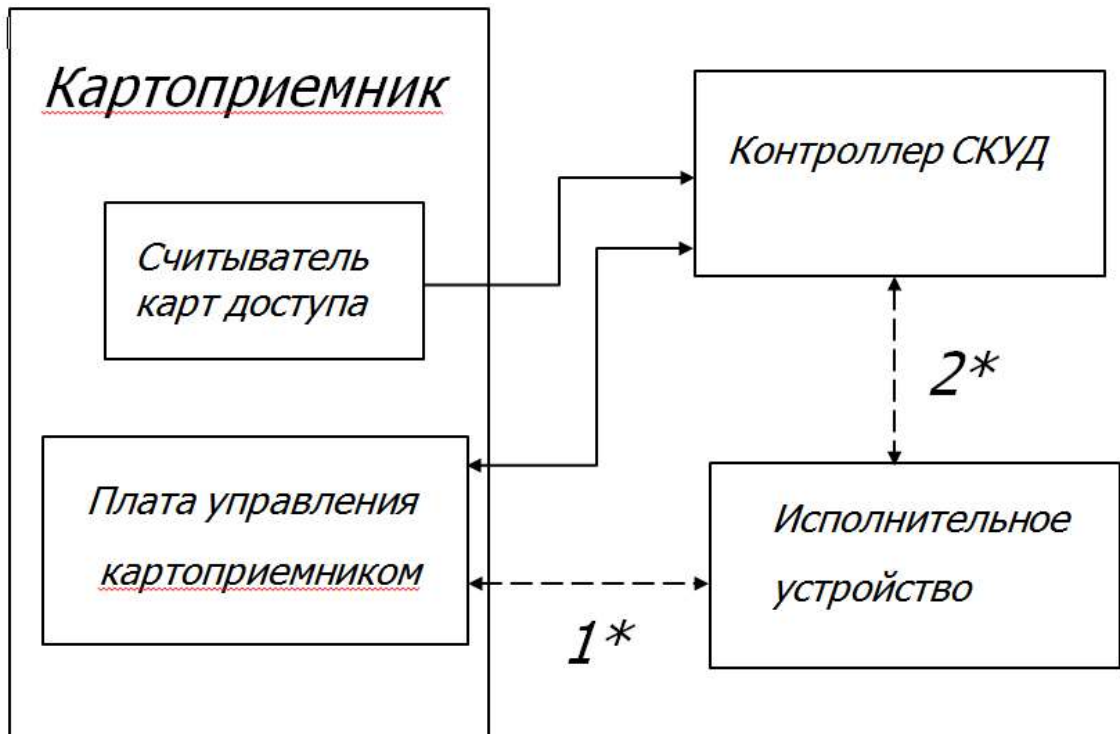 Картоприемник
Контроллер СКУД
Считыватель
карт доступа
2*
Плата управления
картоприемником
Исполнительное
устройство
1*